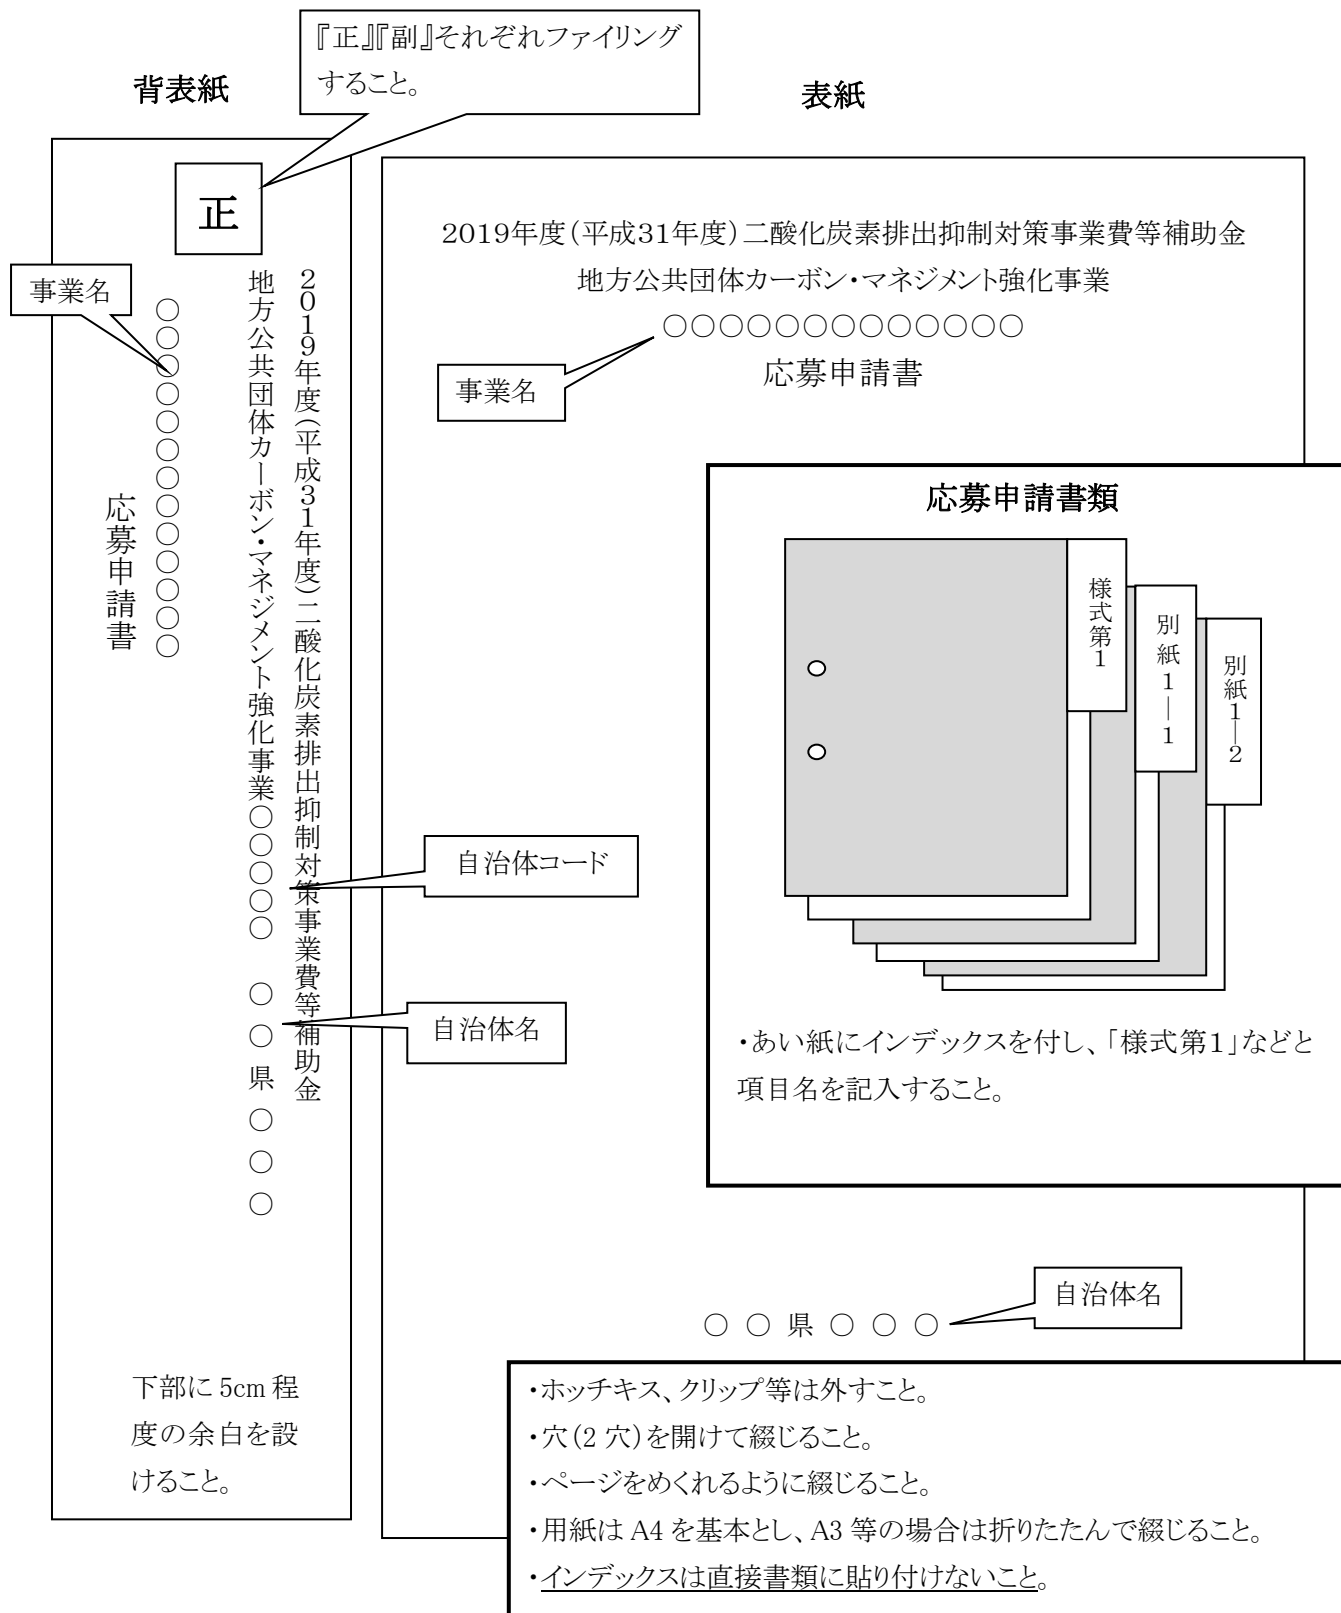 『正』『副』それぞれファイリング
すること。
背表紙
表紙
正
事業名
2019年度(平成31年度)二酸化炭素排出抑制対策事業費等補助金
地方公共団体カーボン・マネジメント強化事業○○○○○ ○○県○○○
○○○○○○○○○○○○○
応募申請書
自治体コード
自治体名
下部に 5cm 程
度の余白を設
けること。
2019年度(平成31年度)二酸化炭素排出抑制対策事業費等補助金
地方公共団体カーボン・マネジメント強化事業
○○○○○○○○○○○○○
応募申請書
事業名
応募申請書類
様式第1
別紙1―1
別紙1―2
・あい紙にインデックスを付し、「様式第1」などと
項目名を記入すること。
自治体名
○ ○ 県 ○ ○ ○
・ホッチキス、クリップ等は外すこと。
・穴(2 穴)を開けて綴じること。
・ページをめくれるように綴じること。
・用紙は A4 を基本とし、A3 等の場合は折りたたんで綴じること。
・インデックスは直接書類に貼り付けないこと。